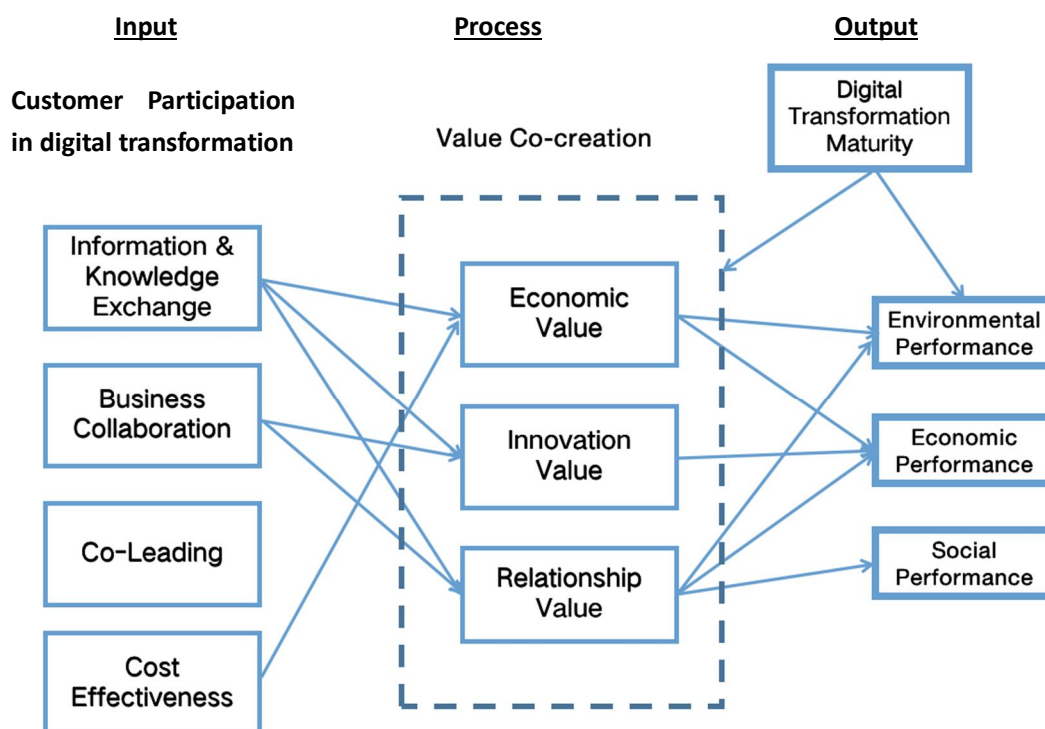 Input
Process
Output
Customer Participation
in digital transformation
Value Co-creation
Digital
Transformation
Maturity
Information &
Knowledge
Exchange
Business
Collaboration
Co-Leading
Cost
Effectiveness
Economic
Value
Innovation
Value
Relationship
Value
Environmental
Performance
Economic
Performance
Social
Performance